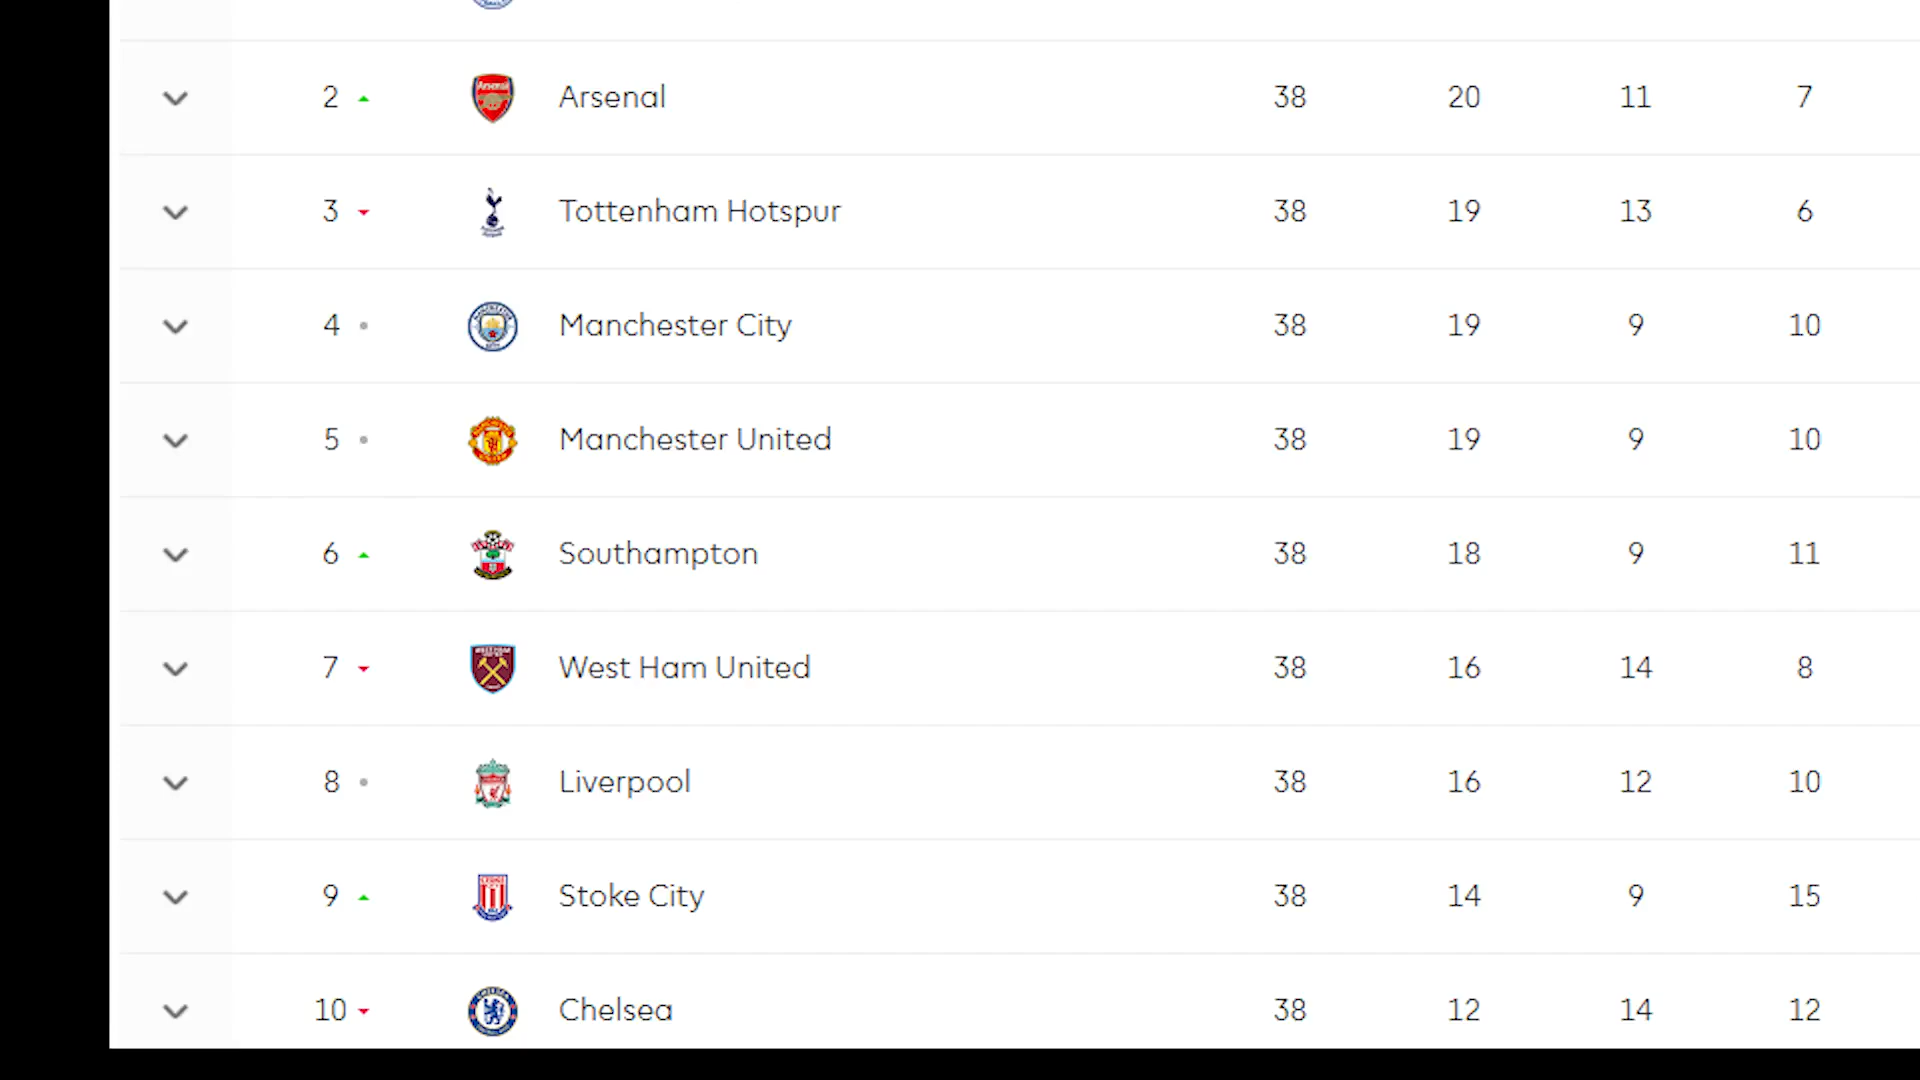 2 Arsenal 38 20 11 7
3 Tottenham Hotspur 38 19 13 6
4 Manchester City 38 19 9 10
5 Manchester United 38 19 9 10
6 Southampton 38 18 9 11
7 West Ham United 38 16 14 8
8 Liverpool 38 16 12 10
9 Stoke City 38 14 9 15
10 Chelsea 38 12 14 12